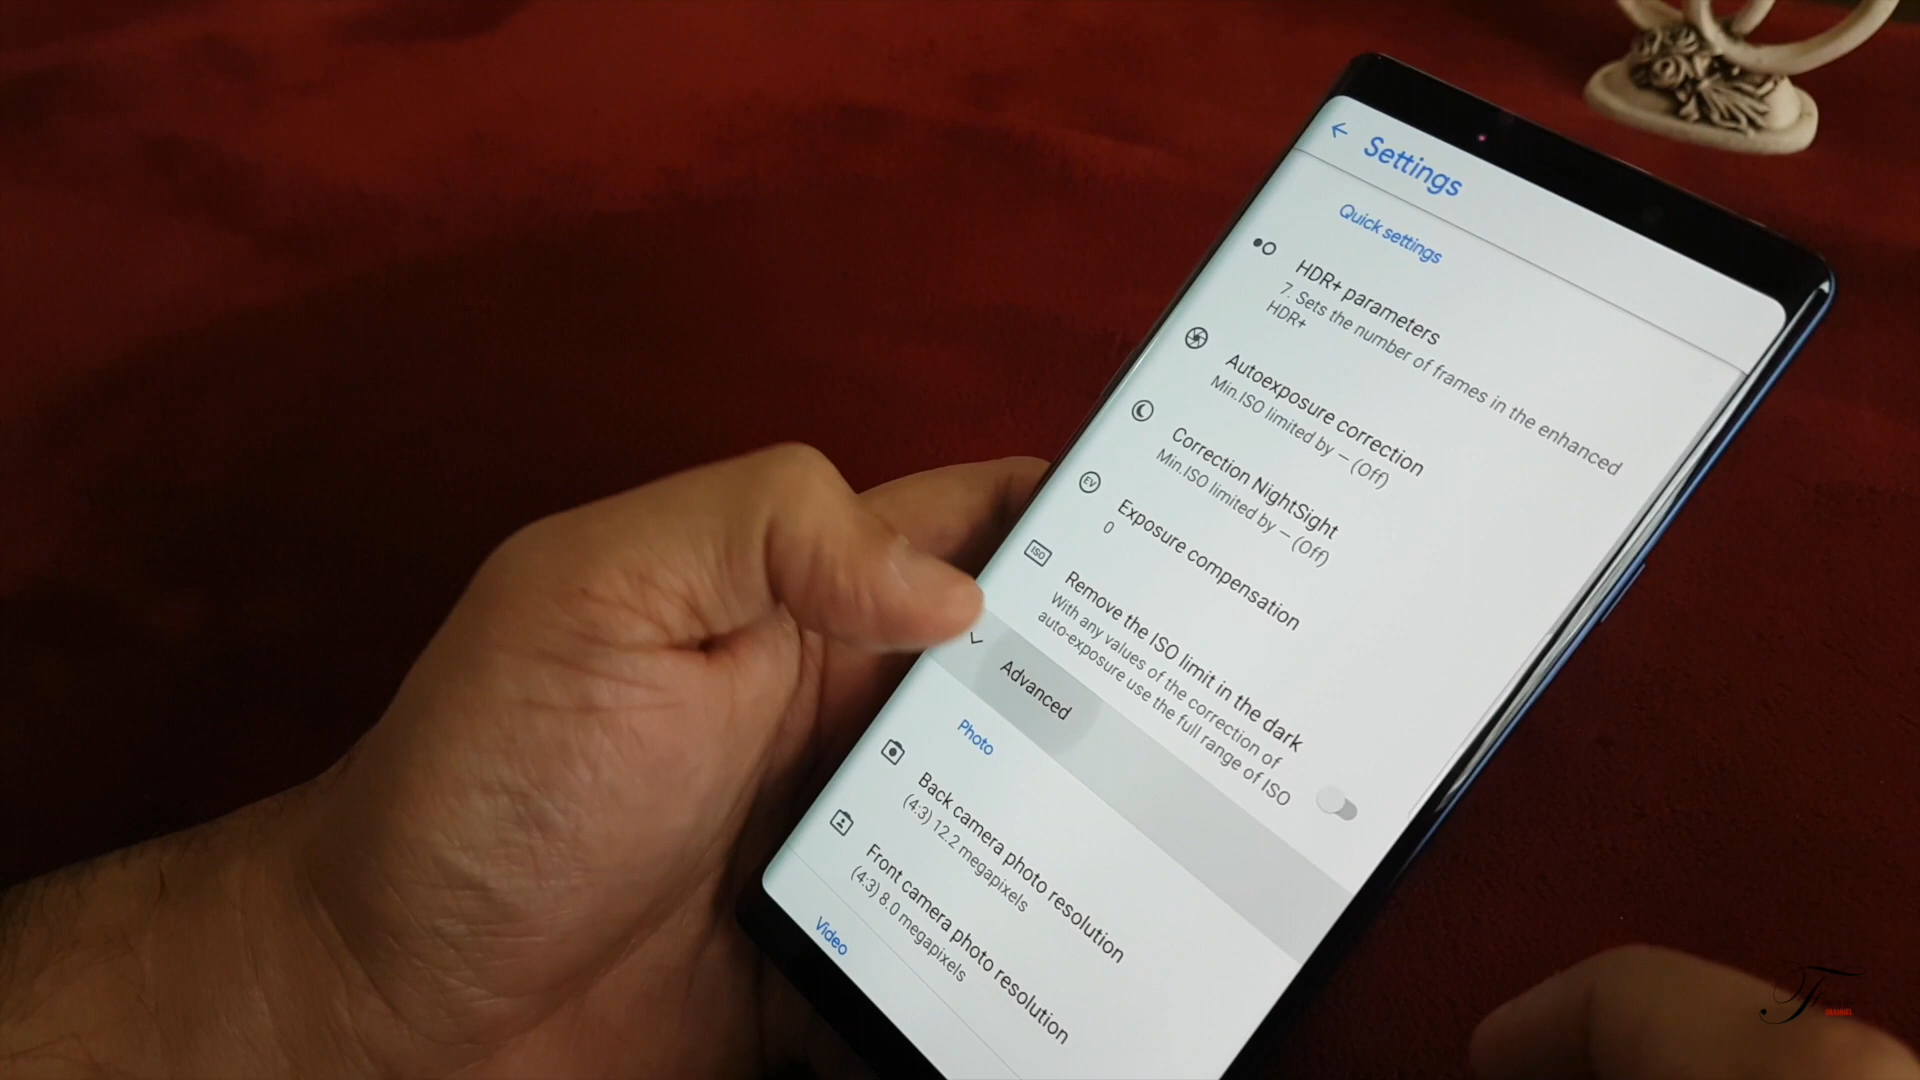 Settings
Quick settings
HDR+ parameters
7. Sets the number of frames in the enhanced
HDR+
Autoexposure correction
Min.ISO limited by – (Off)
Correction NightSight
Min.ISO limited by – (Off)
EV
Exposure compensation
0
ISO
Remove the ISO limit in the dark
With any values of the correction of
auto-exposure use the full range of ISO
Advanced
Photo
Back camera photo resolution
(4:3) 12.2 megapixels
Front camera photo resolution
(4:3) 8.0 megapixels
Video
F
CHANNEL